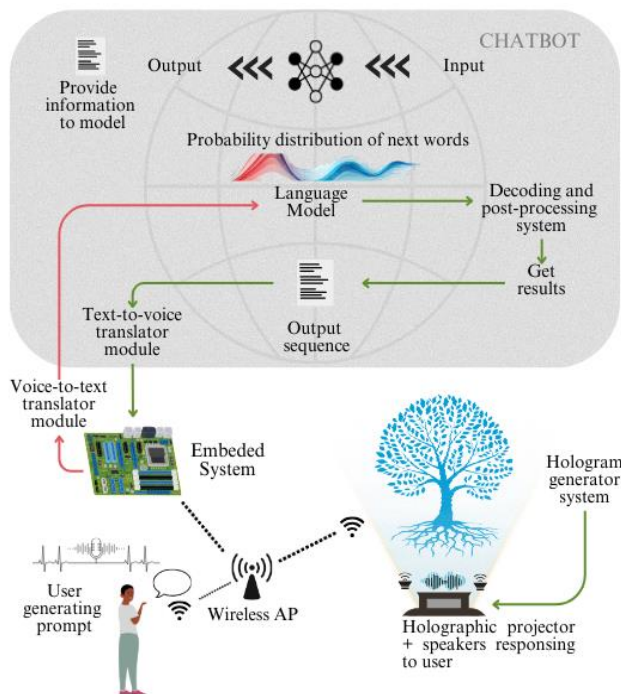 CHATBOT
Output
Input
Provide
information
to model
Probability distribution of next words
Language
Model
Decoding and
post-processing
system
Get
results
Output
sequence
Text-to-voice
translator
module
Voice-to-text
translator
module
Embeded
System
Hologram
generator
system
User
generating
prompt
Wireless AP
Holographic projector
+ speakers responsing
to user